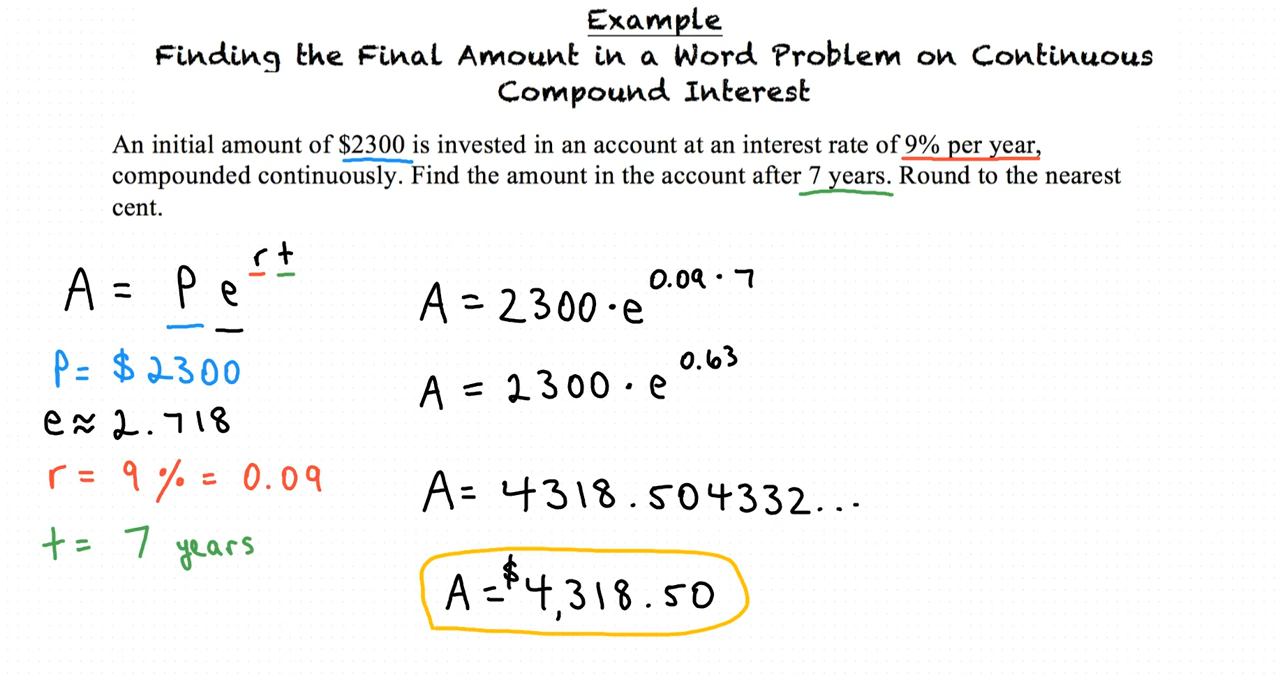 Example
Finding the Final Amount in a Word Problem on Continuous
Compound Interest
An initial amount of $2300 is invested in an account at an interest rate of 9% per year,
compounded continuously. Find the amount in the account after 7 years. Round to the nearest
cent.
A = Pe^rt
P = $2300
e ≈ 2.718
r = 9% = 0.09
t = 7 years
A = 2300 · e^0.09 · 7
A = 2300 · e^0.63
A = 4318.504332...
A = $4,318.50